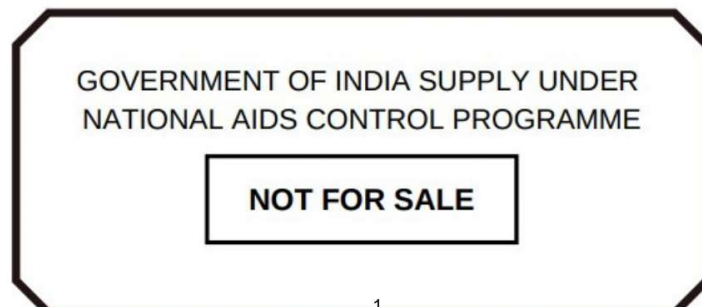 GOVERNMENT OF INDIA SUPPLY UNDER
NATIONAL AIDS CONTROL PROGRAMME
NOT FOR SALE
1